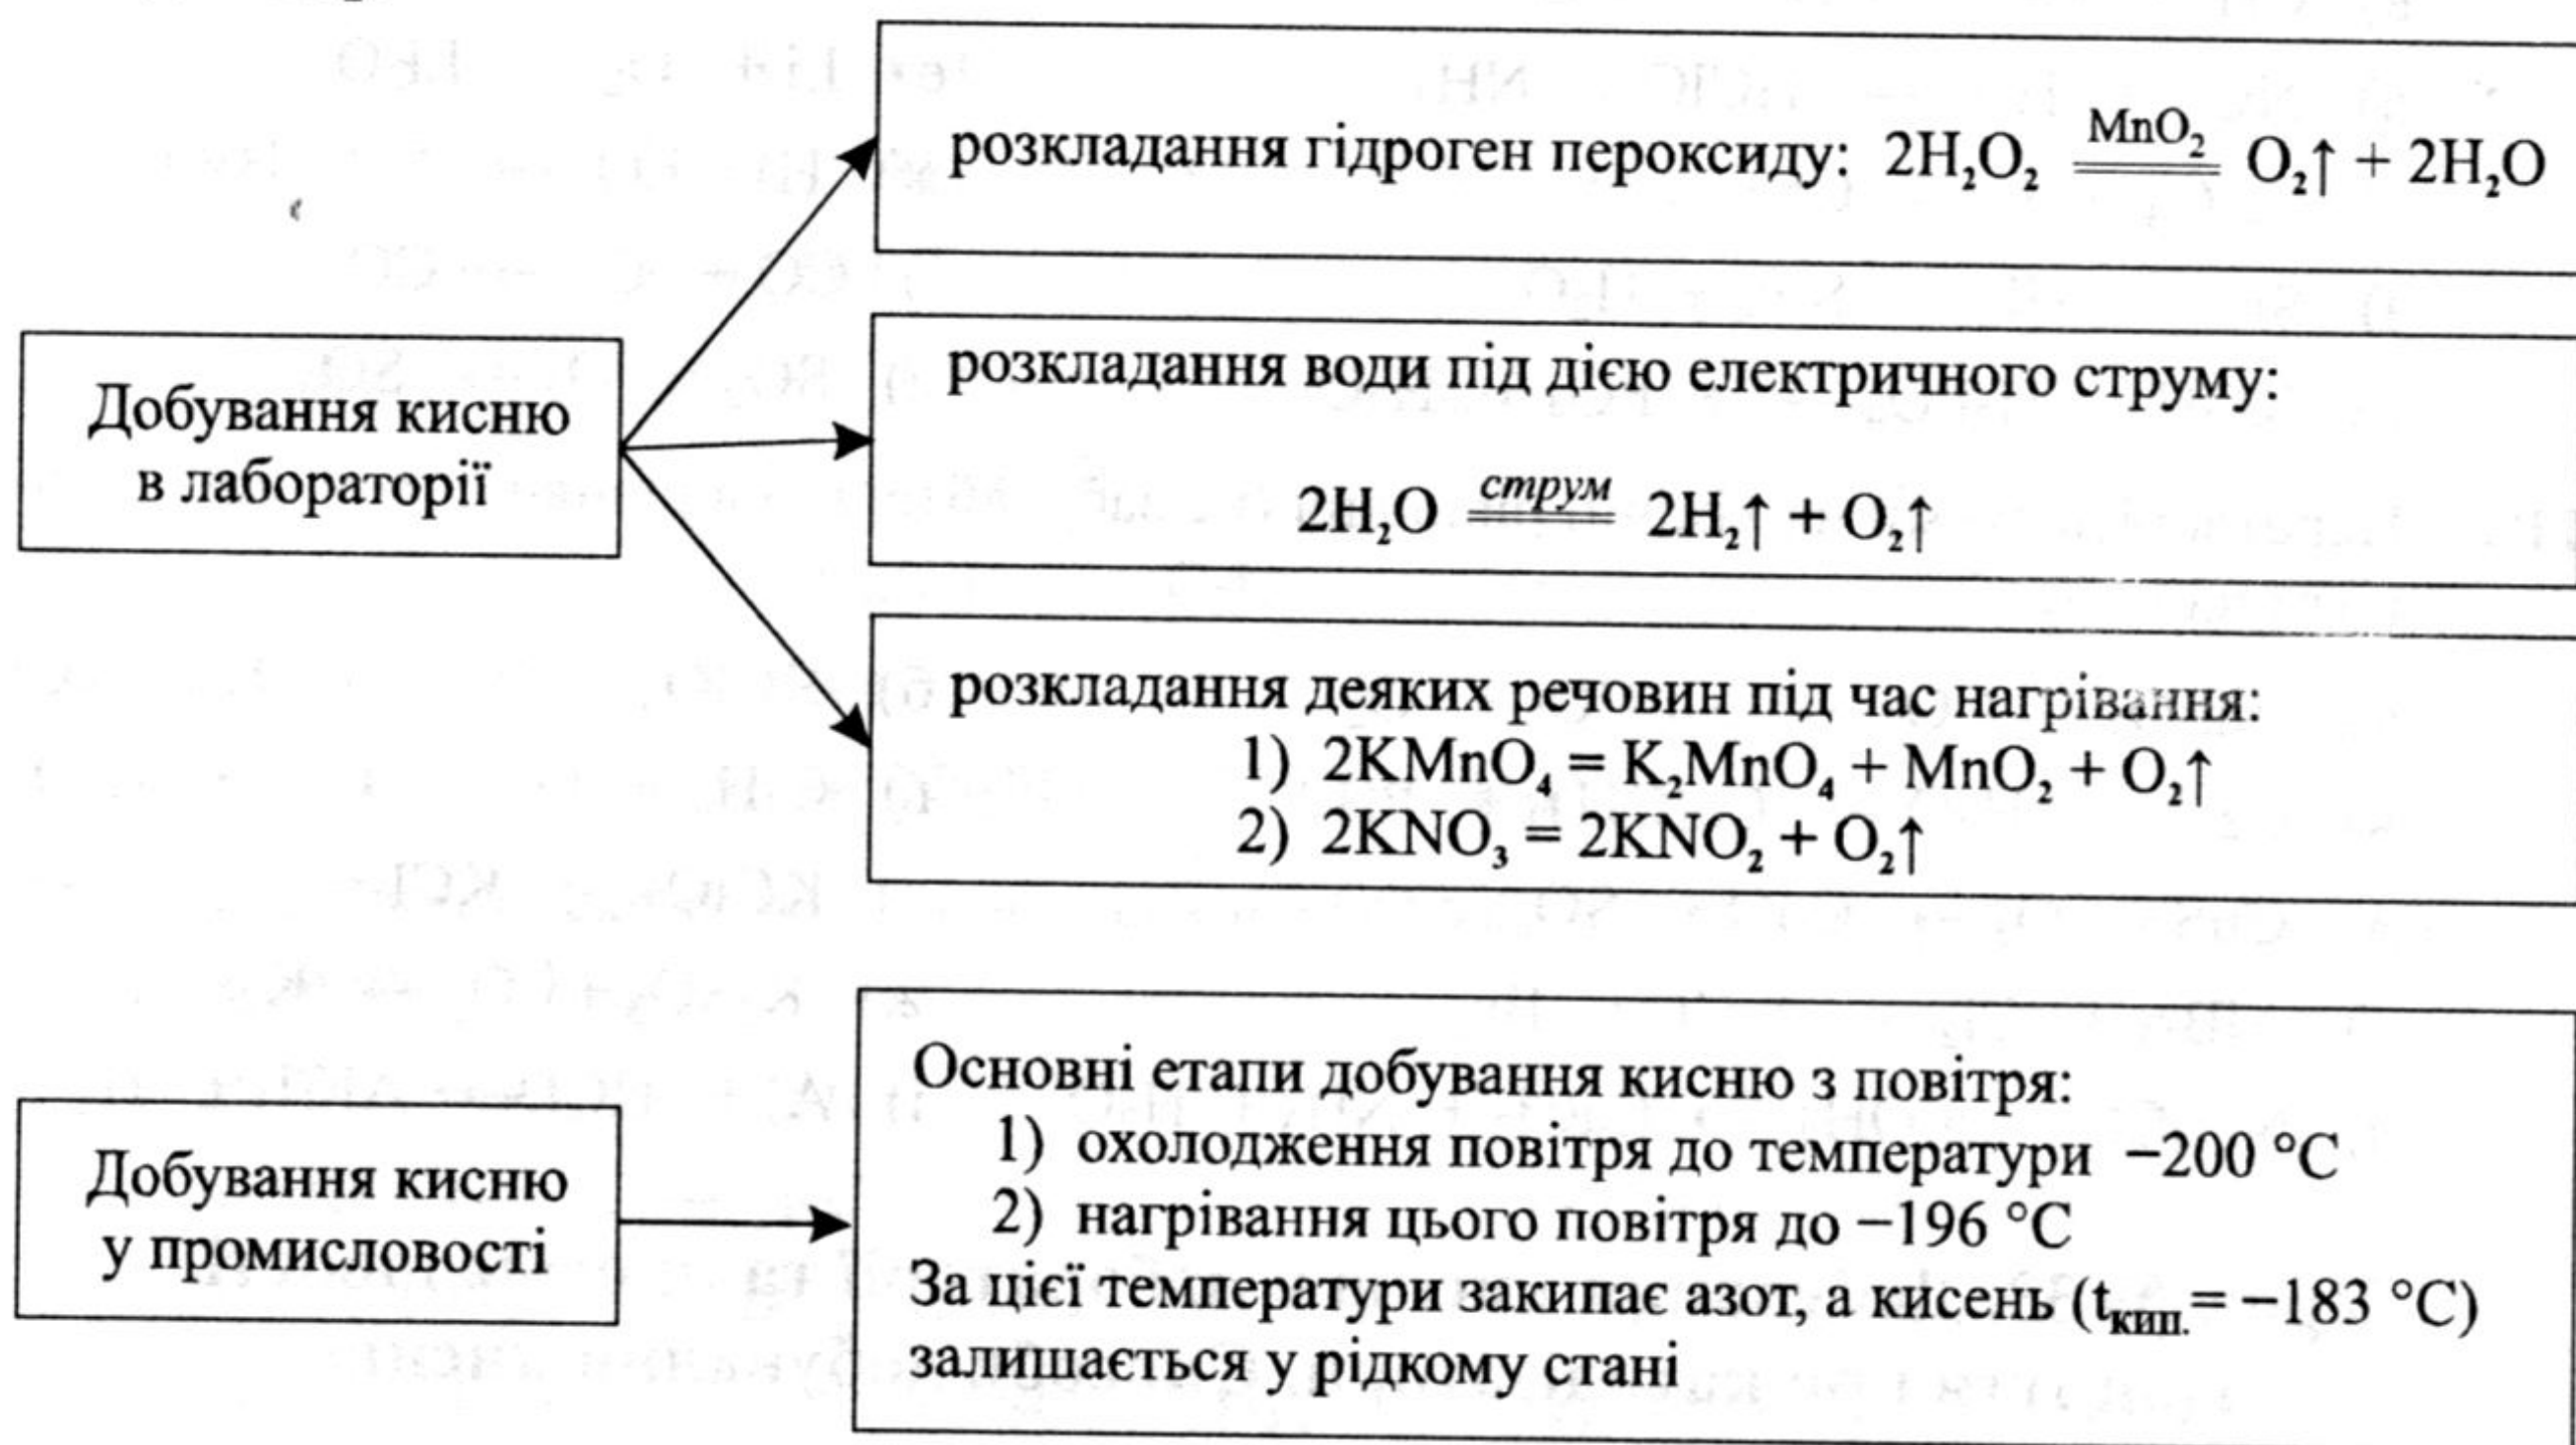 розкладання гідроген пероксиду: 2H₂O₂ =MnO₂= O₂↑ + 2H₂O
Добування кисню
в лабораторії
розкладання води під дією електричного струму:
2H₂O =струм= 2H₂↑ + O₂↑
розкладання деяких речовин під час нагрівання:
1) 2KMnO₄ = K₂MnO₄ + MnO₂ + O₂↑
2) 2KNO₃ = 2KNO₂ + O₂↑
Добування кисню
у промисловості
Основні етапи добування кисню з повітря:
1) охолодження повітря до температури −200 °C
2) нагрівання цього повітря до −196 °C
За цієї температури закипає азот, а кисень (tкип. = −183 °C)
залишається у рідкому стані